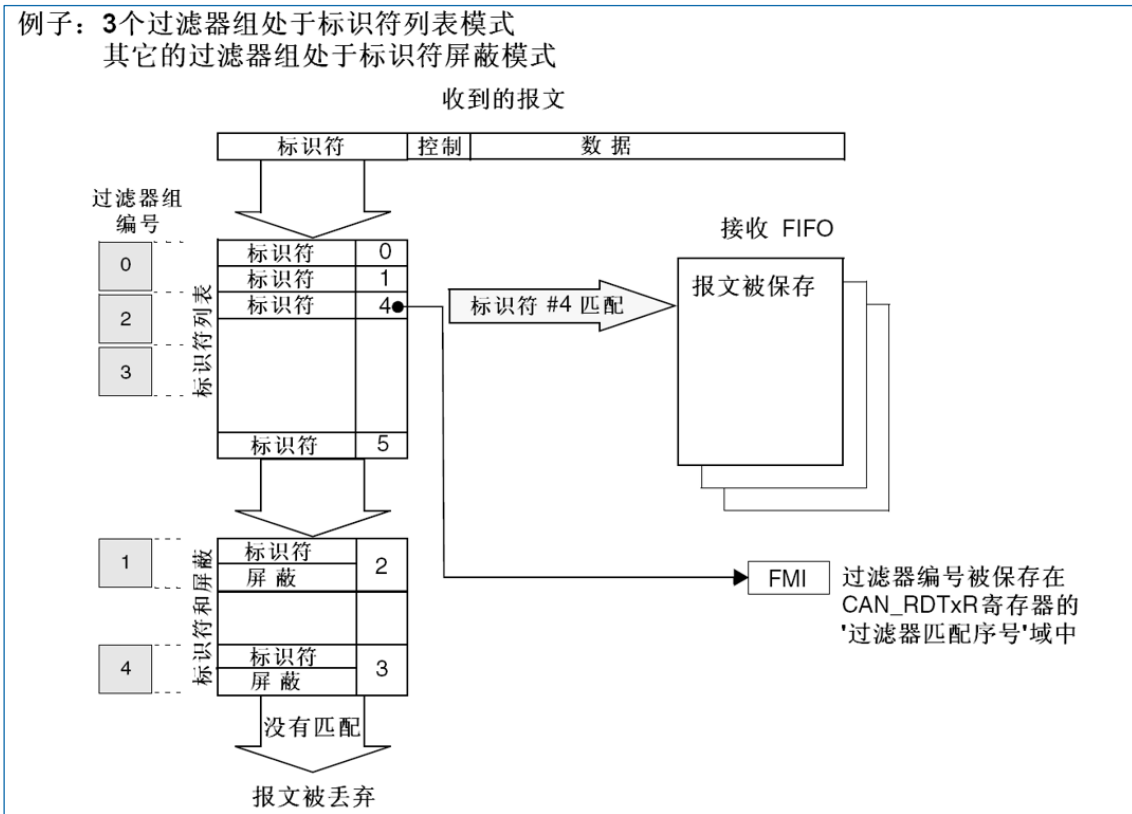 例子：3个过滤器组处于标识符列表模式
其它的过滤器组处于标识符屏蔽模式
收到的报文
标识符 控制 数据
过滤器组
编号
0
2
3
标识符列表
标识符 0
标识符 1
标识符 4
标识符 5
标识符 #4 匹配
接收 FIFO
报文被保存
1
4
标识符和屏蔽
标识符
屏蔽
2
标识符
屏蔽
3
FMI
过滤器编号被保存在
CAN_RDTxR寄存器的
'过滤器匹配序号'域中
没有匹配
报文被丢弃